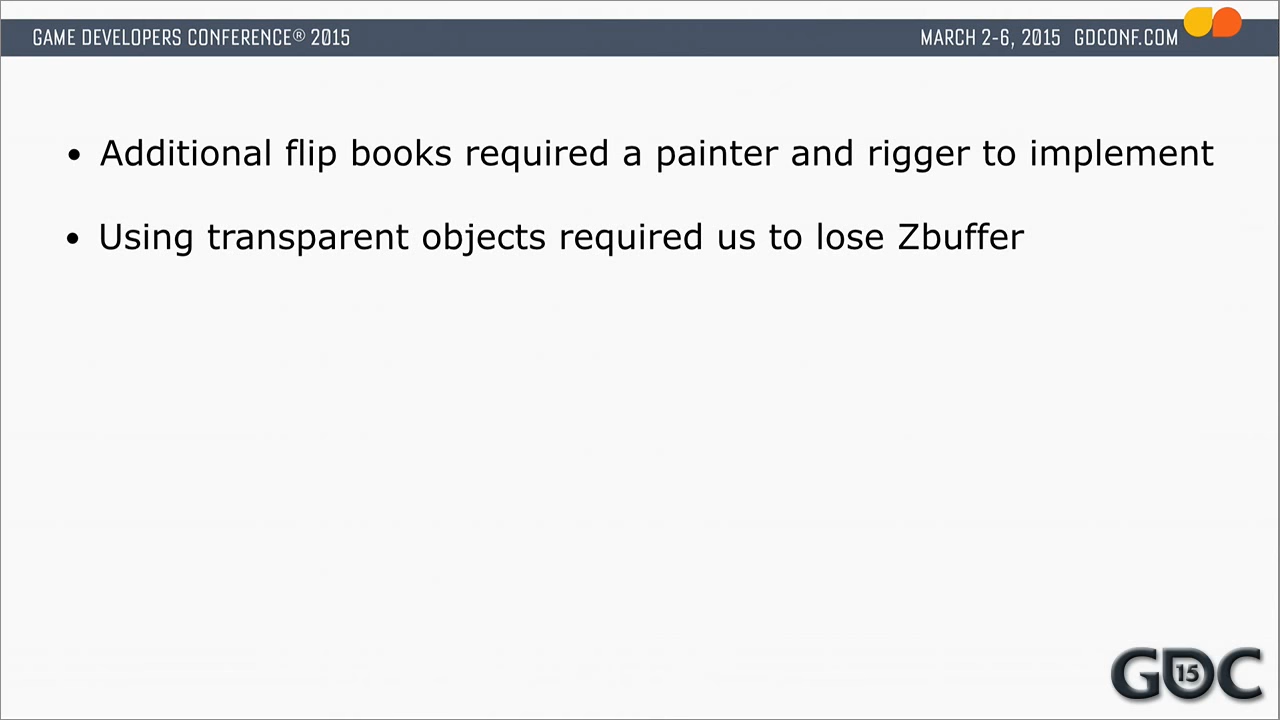 GAME DEVELOPERS CONFERENCE® 2015
MARCH 2-6, 2015 GDCONF.COM
• Additional flip books required a painter and rigger to implement
• Using transparent objects required us to lose Zbuffer
GDC 15